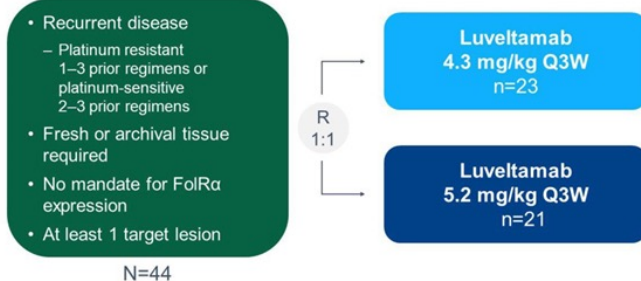 • Recurrent disease
– Platinum resistant
1–3 prior regimens or
platinum-sensitive
2–3 prior regimens
• Fresh or archival tissue
required
• No mandate for FolRα
expression
• At least 1 target lesion
N=44
R
1:1
Luveltamab
4.3 mg/kg Q3W
n=23
Luveltamab
5.2 mg/kg Q3W
n=21